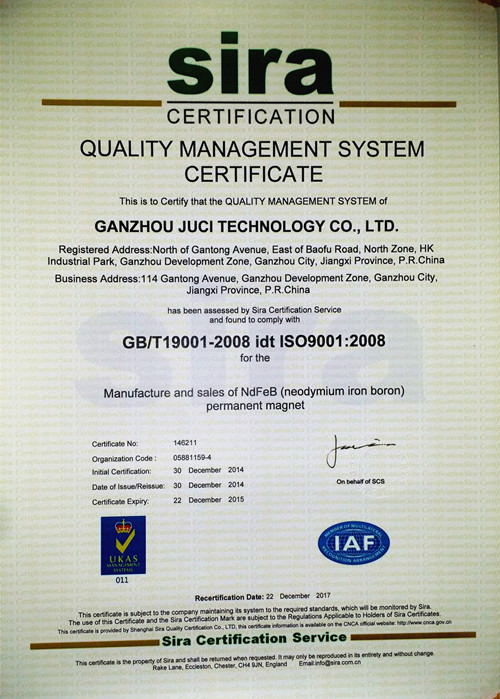 sira
CERTIFICATION
QUALITY MANAGEMENT SYSTEM
CERTIFICATE
This is to Certify that the QUALITY MANAGEMENT SYSTEM of
GANZHOU JUCI TECHNOLOGY CO., LTD.
Registered Address:North of Gantong Avenue, East of Baofu Road, North Zone, HK
Industrial Park, Ganzhou Development Zone, Ganzhou City, Jiangxi Province, P.R.China
Business Address:114 Gantong Avenue, Ganzhou Development Zone, Ganzhou City,
Jiangxi Province, P.R.China
has been assessed by Sira Certification Service
and found to comply with
GB/T19001-2008 idt ISO9001:2008
for the
Manufacture and sales of NdFeB (neodymium iron boron)
permanent magnet
Certificate No: 146211
Organization Code : 05881159-4
Initial Certification: 30 December 2014
Date of Issue/Reissue: 30 December 2014
Certificate Expiry: 22 December 2015
On behalf of SCS
UKAS
MANAGEMENT
SYSTEMS
011
MEMBER OF MULTILATERAL
IAF
RECOGNITION ARRANGEMENT
Recertification Date: 22 December 2017
This certificate is subject to the company maintaining its system to the required standards, which will be monitored by Sira.
The use of this Certificate and the Sira Certification Mark are subject to the Regulations Applicable to Holders of Sira Certificates.
This certificate is provided by Shanghai Sira Quality Certification Co., LTD, this certificate information is available on the CNCA official website: http://www.cnca.gov.cn
Sira Certification Service
This certificate is the property of Sira and shall be returned when requested. It may only be reproduced in its entirety and without change.
Rake Lane, Eccleston, Chester, CH4 9JN, England Email:info@sira.com.cn